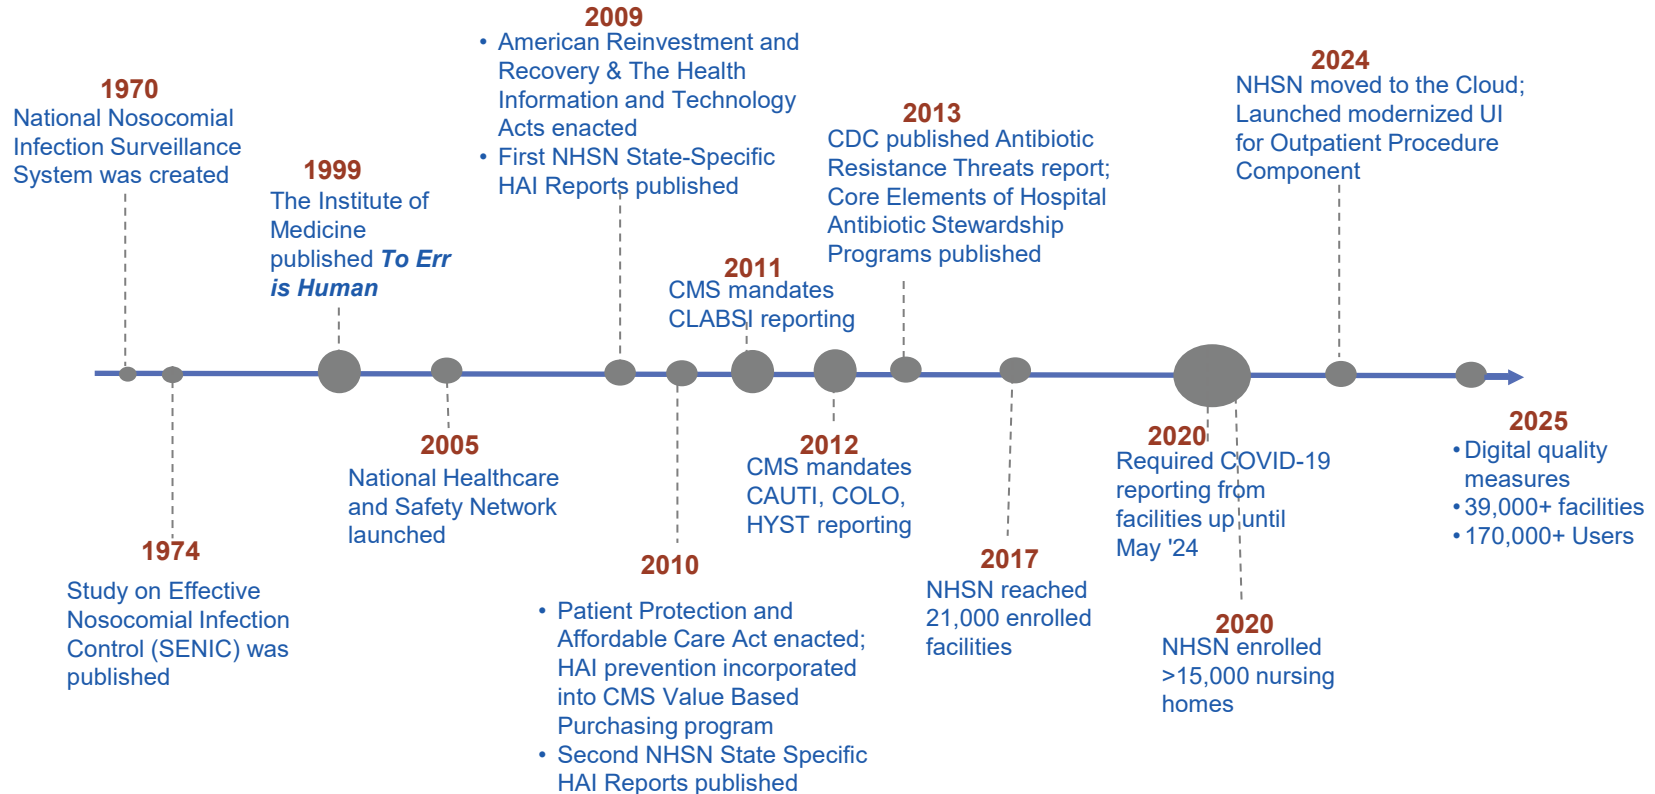 1970
National Nosocomial
Infection Surveillance
System was created
1974
Study on Effective
Nosocomial Infection
Control (SENIC) was
published
1999
The Institute of
Medicine
published To Err
is Human
2005
National Healthcare
and Safety Network
launched
2009
• American Reinvestment and
Recovery & The Health
Information and Technology
Acts enacted
• First NHSN State-Specific
HAI Reports published
2010
• Patient Protection and
Affordable Care Act enacted;
HAI prevention incorporated
into CMS Value Based
Purchasing program
• Second NHSN State Specific
HAI Reports published
2011
CMS mandates
CLABSI reporting
2012
CMS mandates
CAUTI, COLO,
HYST reporting
2013
CDC published Antibiotic
Resistance Threats report;
Core Elements of Hospital
Antibiotic Stewardship
Programs published
2017
NHSN reached
21,000 enrolled
facilities
2020
Required COVID-19
reporting from
facilities up until
May '24
2020
NHSN enrolled
>15,000 nursing
homes
2024
NHSN moved to the Cloud;
Launched modernized UI
for Outpatient Procedure
Component
2025
• Digital quality
measures
• 39,000+ facilities
• 170,000+ Users